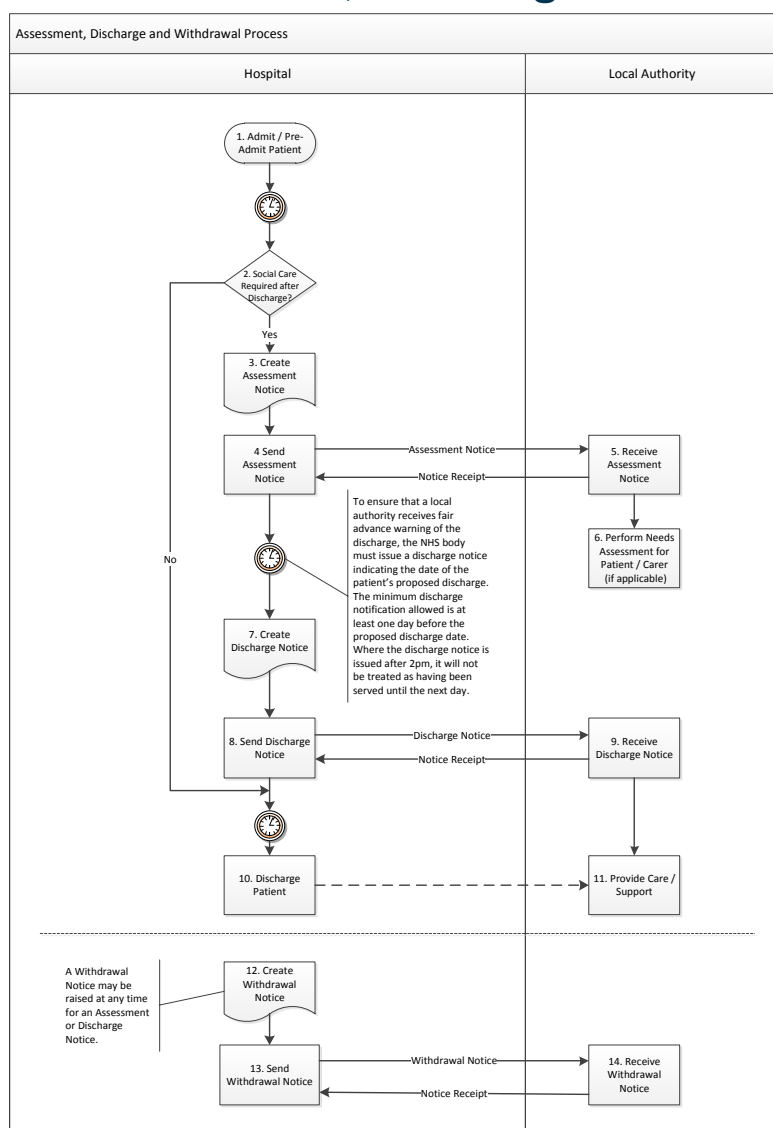 Assessment, Discharge and Withdrawal Process
Hospital
Local Authority
1. Admit / Pre-
Admit Patient
2. Social Care
Required after
Discharge?
Yes
No
3. Create
Assessment
Notice
4 Send
Assessment
Notice
Assessment Notice
Notice Receipt
5. Receive
Assessment
Notice
6. Perform Needs
Assessment for
Patient / Carer
(if applicable)
To ensure that a local
authority receives fair
advance warning of the
discharge, the NHS body
must issue a discharge notice
indicating the date of the
patient's proposed discharge.
The minimum discharge
notification allowed is at
least one day before the
proposed discharge date.
Where the discharge notice is
issued after 2pm, it will not
be treated as having been
served until the next day.
7. Create
Discharge Notice
8. Send Discharge
Notice
Discharge Notice
Notice Receipt
9. Receive
Discharge Notice
10. Discharge
Patient
11. Provide Care /
Support
A Withdrawal
Notice may be
raised at any time
for an Assessment
or Discharge
Notice.
12. Create
Withdrawal
Notice
13. Send
Withdrawal Notice
Withdrawal Notice
Notice Receipt
14. Receive
Withdrawal
Notice